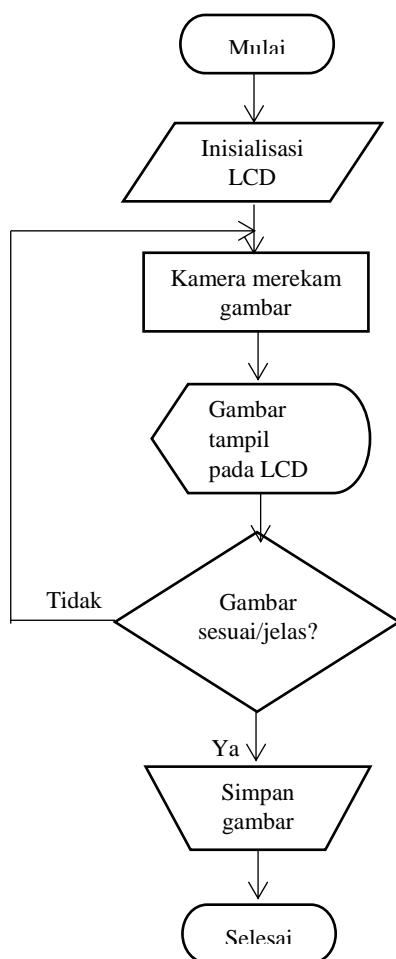 Mulai
Inisialisasi
LCD
Kamera merekam
gambar
Gambar
tampil
pada LCD
Gambar
sesuai/jelas?
Tidak
Ya
Simpan
gambar
Selesai